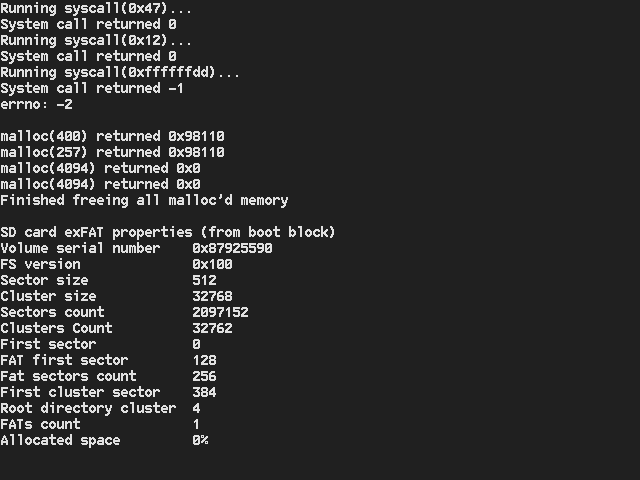 Running syscall(0x47)...
System call returned 0
Running syscall(0x12)...
System call returned 0
Running syscall(0xffffffdd)...
System call returned -1
errno: -2

malloc(400) returned 0x98110
malloc(257) returned 0x98110
malloc(4094) returned 0x0
malloc(4094) returned 0x0
Finished freeing all malloc'd memory

SD card exFAT properties (from boot block)
Volume serial number    0x87925590
FS version              0x100
Sector size             512
Cluster size            32768
Sectors count           2097152
Clusters Count          32762
First sector            0
FAT first sector        128
Fat sectors count       256
First cluster sector    384
Root directory cluster  4
FATs count              1
Allocated space         0%